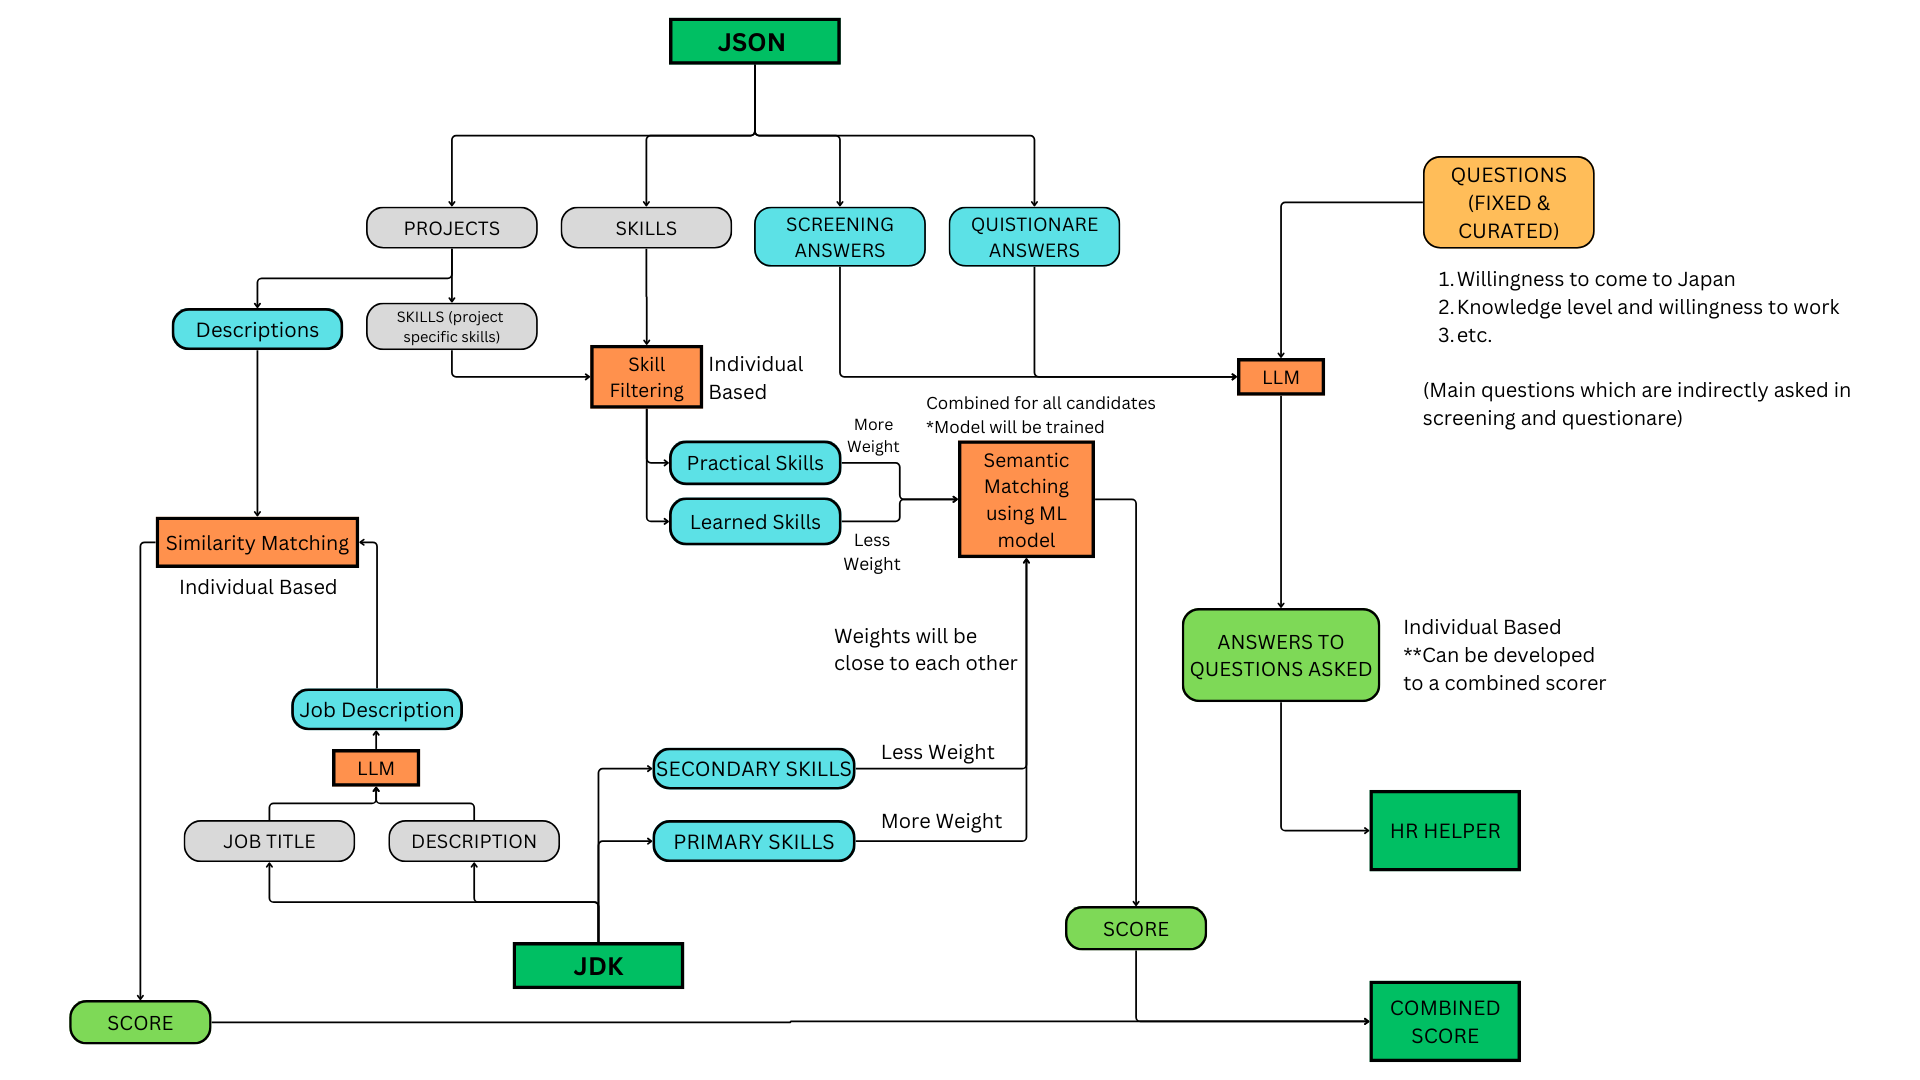 JSON
PROJECTS
SKILLS
SCREENING
ANSWERS
QUISTIONARE
ANSWERS
QUESTIONS
(FIXED &
CURATED)
1. Willingness to come to Japan
2. Knowledge level and willingness to work
3. etc.
(Main questions which are indirectly asked in
screening and questionare)
Descriptions
SKILLS (project
specific skills)
Skill
Filtering
Individual
Based
LLM
Combined for all candidates
*Model will be trained
More
Weight
Practical Skills
Learned Skills
Less
Weight
Semantic
Matching
using ML
model
Similarity Matching
Individual Based
Weights will be
close to each other
ANSWERS TO
QUESTIONS ASKED
Individual Based
**Can be developed
to a combined scorer
Job Description
LLM
JOB TITLE
DESCRIPTION
SECONDARY SKILLS
Less Weight
PRIMARY SKILLS
More Weight
HR HELPER
JDK
SCORE
SCORE
COMBINED
SCORE